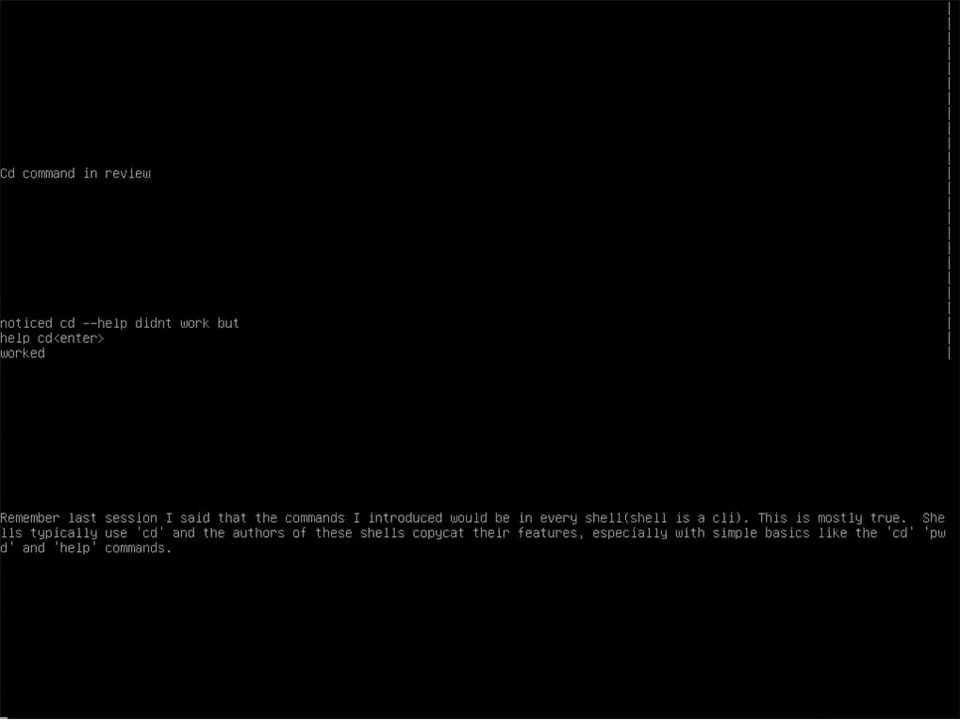 Cd command in review
noticed cd --help didnt work but
help cd<enter>
worked
Remember last session I said that the commands I introduced would be in every shell(shell is a cli). This is mostly true.  She
lls typically use 'cd' and the authors of these shells copycat their features, especially with simple basics like the 'cd' 'pw
d' and 'help' commands.